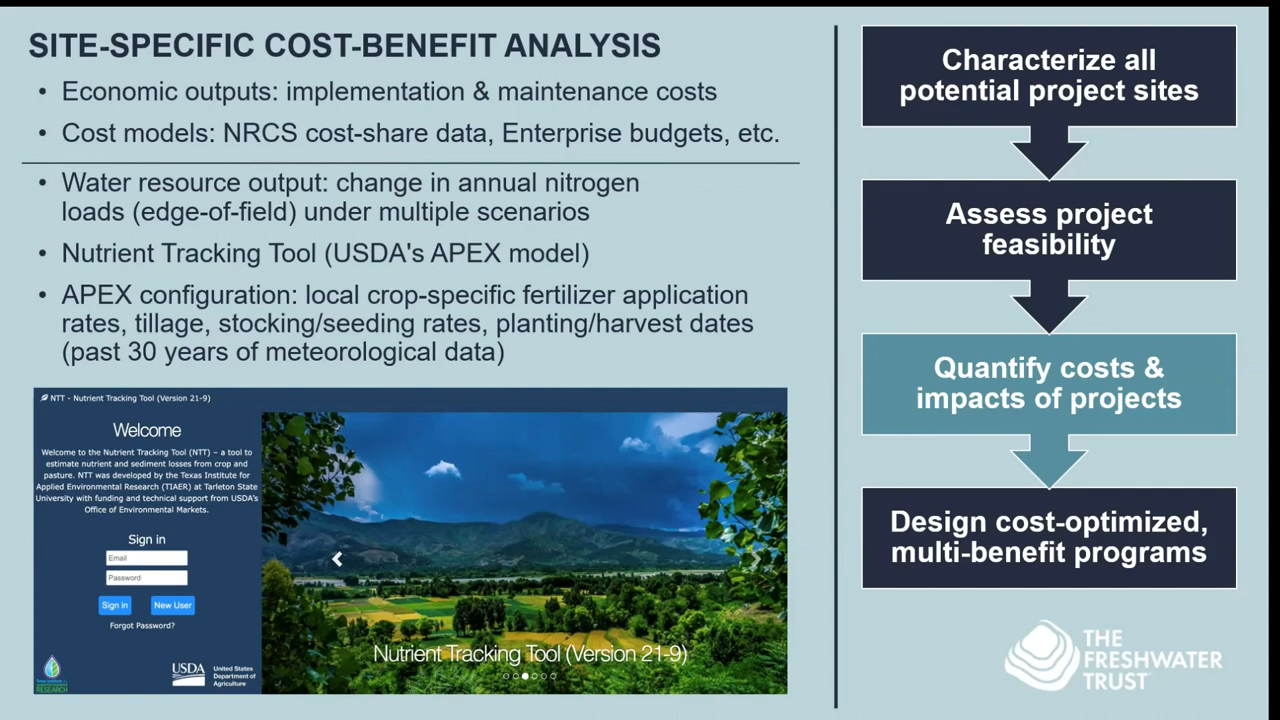 SITE-SPECIFIC COST-BENEFIT ANALYSIS
• Economic outputs: implementation & maintenance costs
• Cost models: NRCS cost-share data, Enterprise budgets, etc.
• Water resource output: change in annual nitrogen
loads (edge-of-field) under multiple scenarios
• Nutrient Tracking Tool (USDA's APEX model)
• APEX configuration: local crop-specific fertilizer application
rates, tillage, stocking/seeding rates, planting/harvest dates
(past 30 years of meteorological data)
NTT - Nutrient Tracking Tool (Version 21-9)
Welcome
Welcome to the Nutrient Tracking Tool (NTT) – a tool to
estimate nutrient and sediment losses from crop and
pasture. NTT was developed by the Texas Institute for
Applied Environmental Research (TIAER) at Tarleton State
University with funding and technical support from USDA's
Office of Environmental Markets.
Sign in
Email
Password
Sign in
New User
Forgot Password?
RESEARCH
USDA
United States
Department of
Agriculture
Nutrient Tracking Tool (Version 21-9)
Characterize all
potential project sites
Assess project
feasibility
Quantify costs &
impacts of projects
Design cost-optimized,
multi-benefit programs
THE
FRESHWATER
TRUST